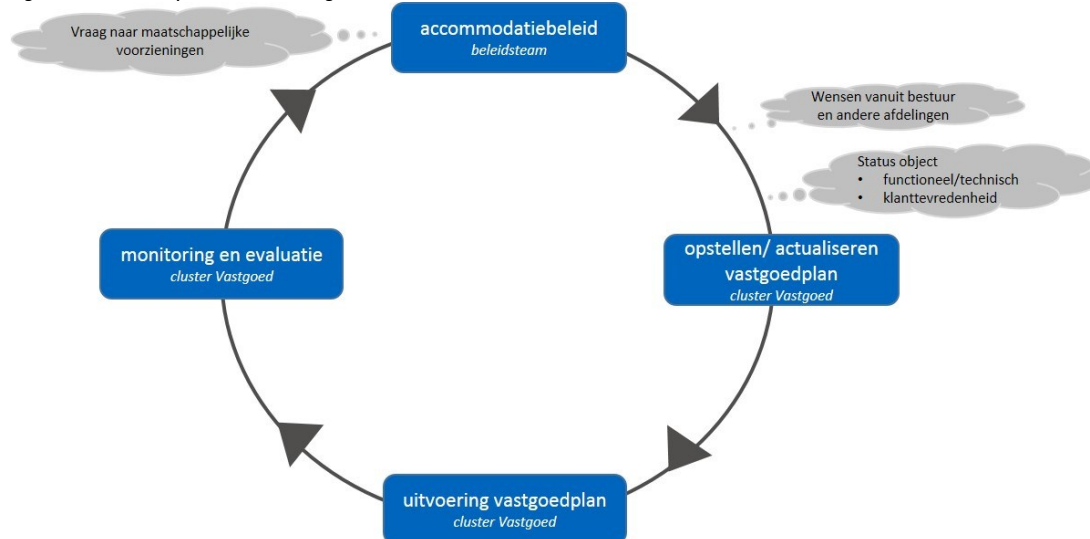 accommodatiebeleid
beleidsteam
Vraag naar maatschappelijke
voorzieningen
Wensen vanuit bestuur
en andere afdelingen
Status object
• functioneel/technisch
• klanttevredenheid
opstellen/ actualiseren
vastgoedplan
cluster Vastgoed
monitoring en evaluatie
cluster Vastgoed
uitvoering vastgoedplan
cluster Vastgoed